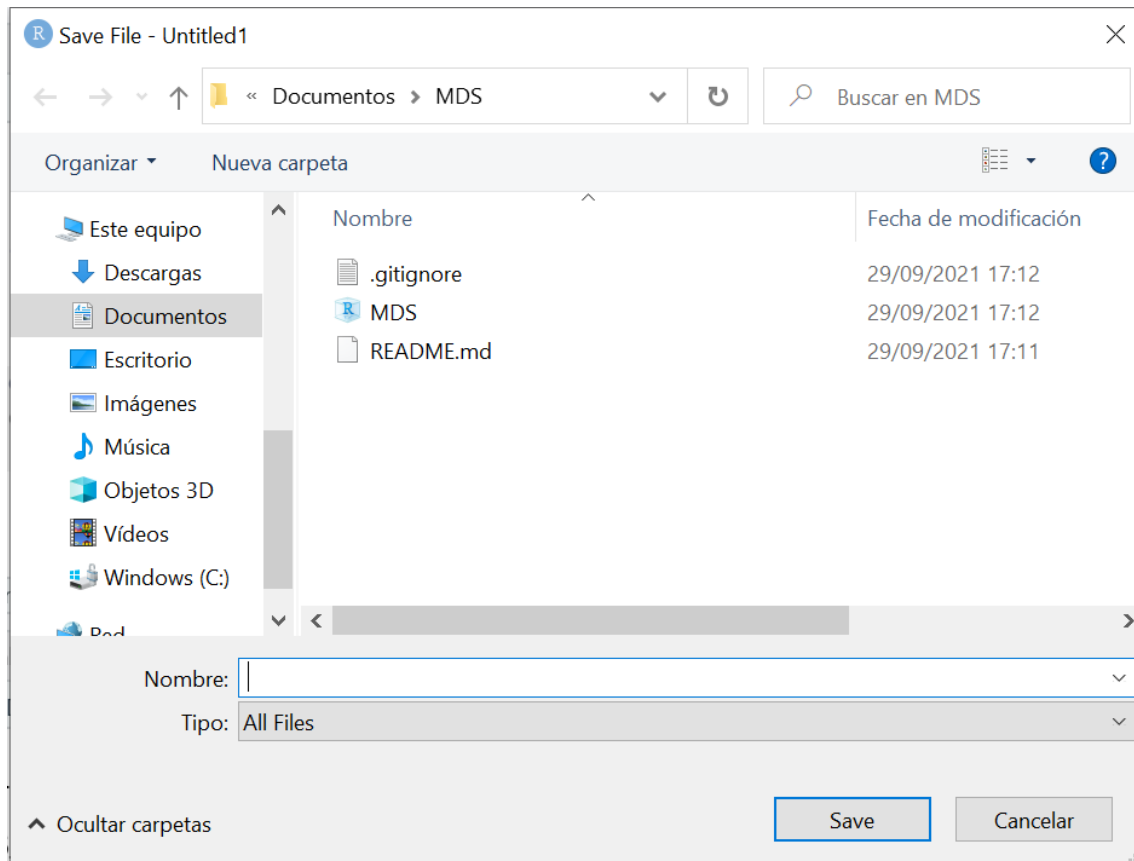 R Save File - Untitled1
« Documentos > MDS
Buscar en MDS
Organizar
Nueva carpeta
?
Este equipo
Descargas
Documentos
Escritorio
Imágenes
Música
Objetos 3D
Vídeos
Windows (C:)
Red
Nombre
Fecha de modificación
.gitignore
29/09/2021 17:12
R MDS
29/09/2021 17:12
README.md
29/09/2021 17:11
Nombre:
Tipo: All Files
Ocultar carpetas
Save
Cancelar